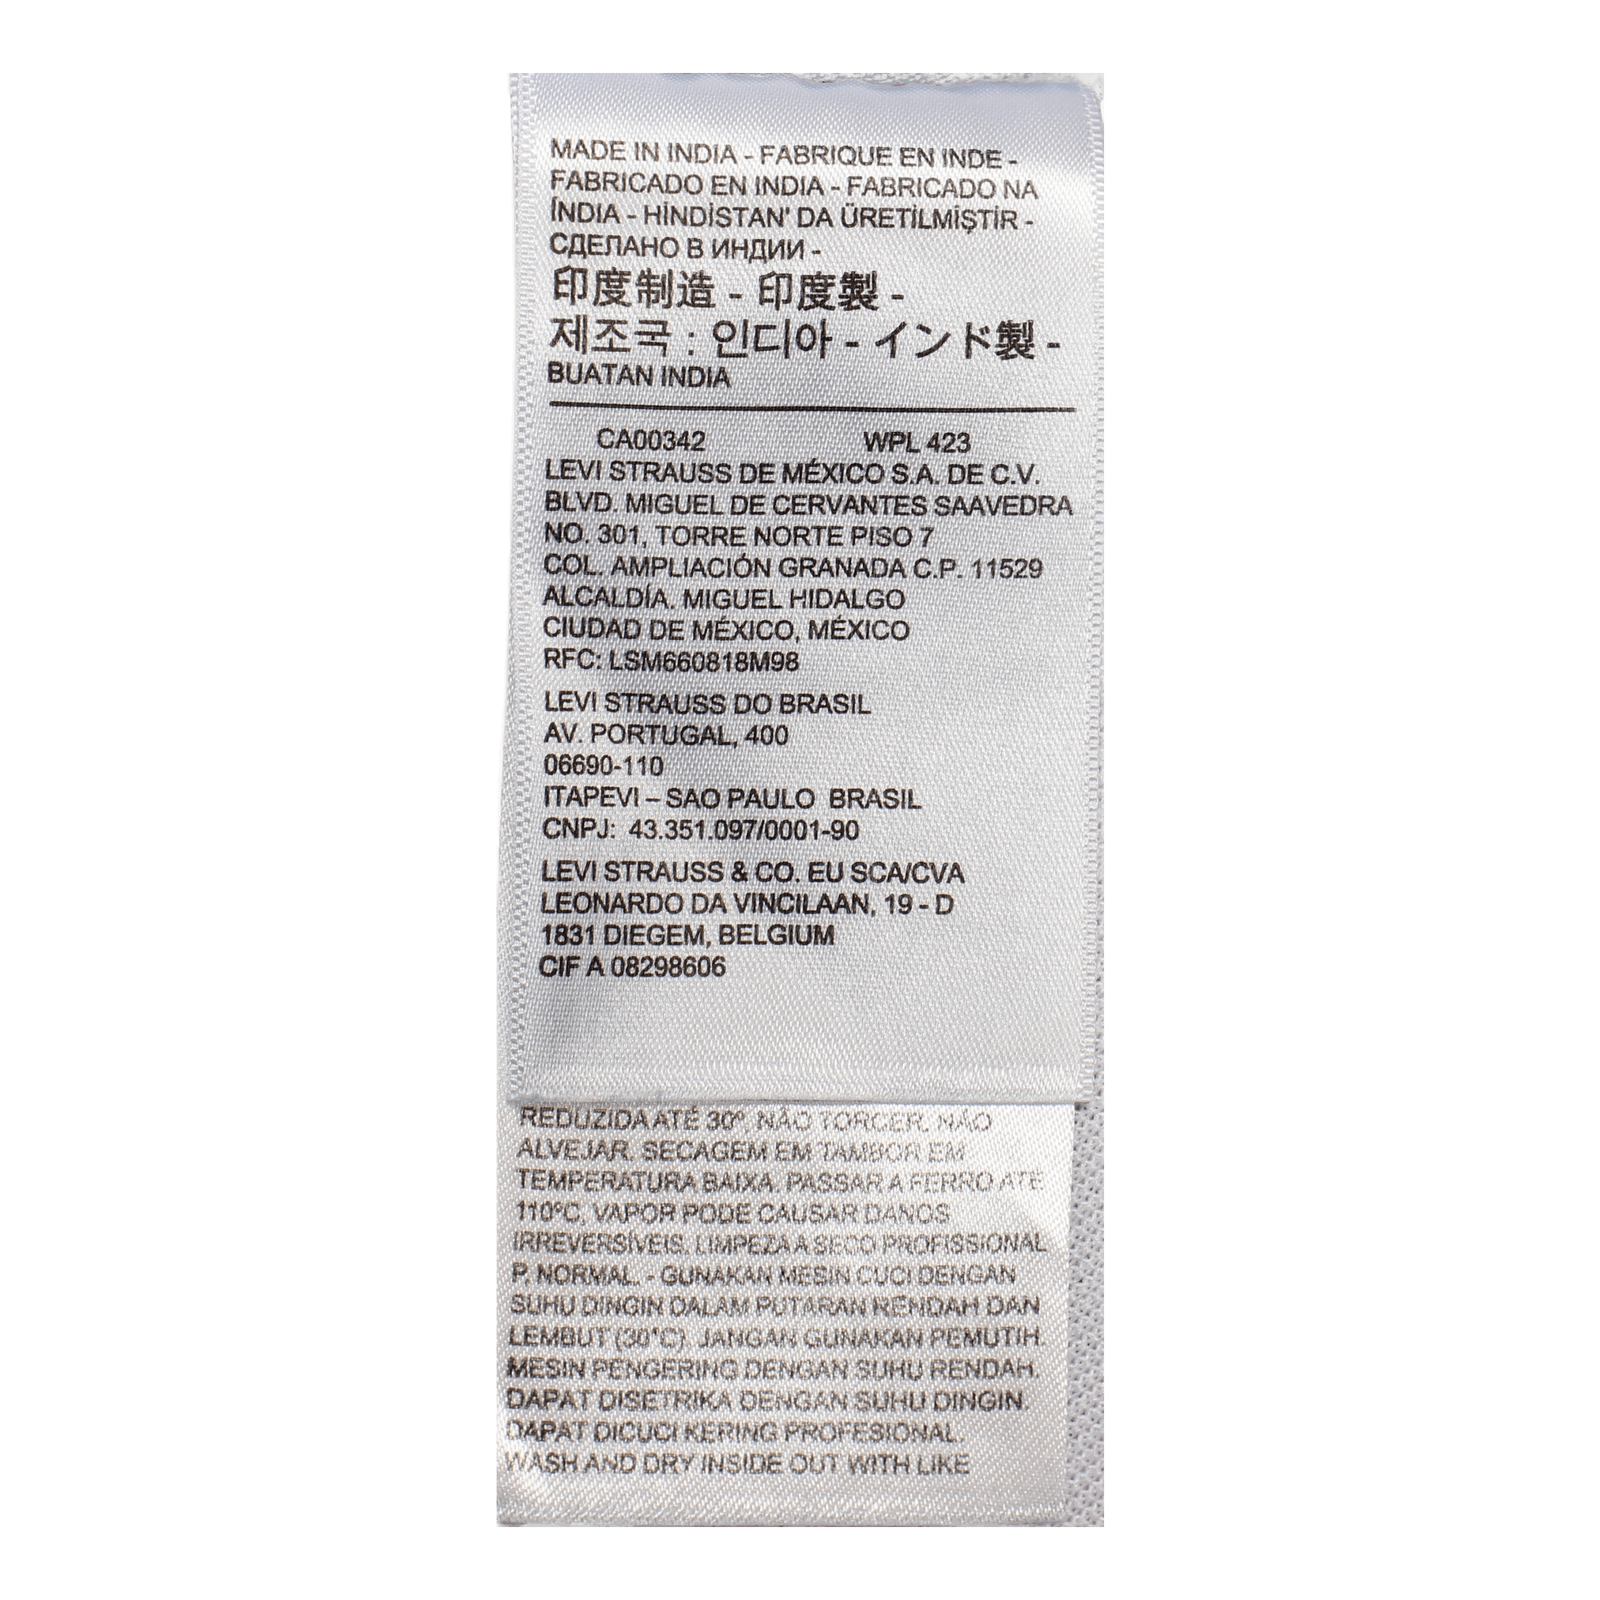 MADE IN INDIA - FABRIQUE EN INDE -
FABRICADO EN INDIA - FABRICADO NA
ÍNDIA - HİNDİSTAN' DA ÜRETİLMİŞTİR -
СДЕЛАНО В ИНДИИ -
印度制造 - 印度製 -
제조국 : 인디아 - インド製 -
BUATAN INDIA
CA00342 WPL 423
LEVI STRAUSS DE MÉXICO S.A. DE C.V.
BLVD. MIGUEL DE CERVANTES SAAVEDRA
NO. 301, TORRE NORTE PISO 7
COL. AMPLIACIÓN GRANADA C.P. 11529
ALCALDÍA. MIGUEL HIDALGO
CIUDAD DE MÉXICO, MÉXICO
RFC: LSM660818M98
LEVI STRAUSS DO BRASIL
AV. PORTUGAL, 400
06690-110
ITAPEVI – SAO PAULO BRASIL
CNPJ: 43.351.097/0001-90
LEVI STRAUSS & CO. EU SCA/CVA
LEONARDO DA VINCILAAN, 19 - D
1831 DIEGEM, BELGIUM
CIF A 08298606
REDUZIDA ATÉ 30º, NÃO TORCER. NÃO
ALVEJAR. SECAGEM EM TAMBOR EM
TEMPERATURA BAIXA. PASSAR A FERRO ATÉ
110ºC, VAPOR PODE CAUSAR DANOS
IRREVERSÍVEIS. LIMPEZA A SECO PROFISSIONAL
P. NORMAL. - GUNAKAN MESIN CUCI DENGAN
SUHU DINGIN DALAM PUTARAN RENDAH DAN
LEMBUT (30°C). JANGAN GUNAKAN PEMUTIH.
MESIN PENGERING DENGAN SUHU RENDAH.
DAPAT DISETRIKA DENGAN SUHU DINGIN.
DAPAT DICUCI KERING PROFESIONAL.
WASH AND DRY INSIDE OUT WITH LIKE